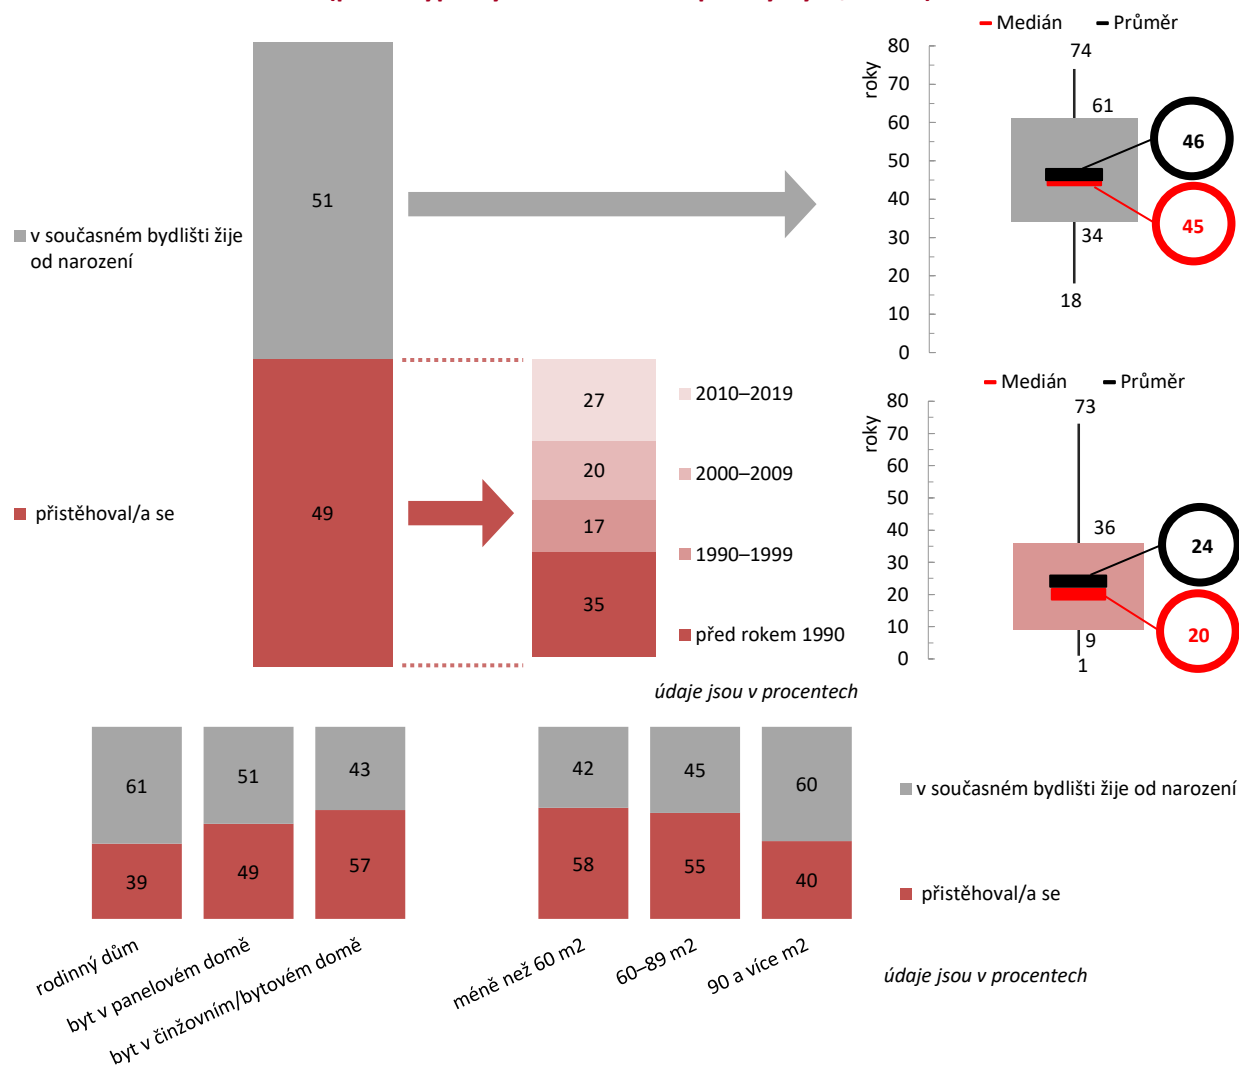 Medián Průměr
80
74
70
roky
60
61
50
46
40
45
30
34
20
18
10
0
51
v současném bydlišti žije
od narození
49
přistěhoval/a se
27
20
17
35
2010–2019
2000–2009
1990–1999
před rokem 1990
Medián Průměr
80
73
70
roky
60
50
40
36
30
24
20
20
10
9
0
1
údaje jsou v procentech
61
51
43
39
49
57
rodinný dům
byt v panelovém domě
byt v činžovním/bytovém domě
42
45
60
58
55
40
méně než 60 m2
60–89 m2
90 a více m2
v současném bydlišti žije od narození
přistěhoval/a se
údaje jsou v procentech